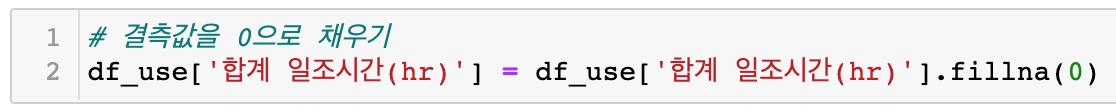 1 # 결측값을 0으로 채우기
2 df_use['합계 일조시간(hr)'] = df_use['합계 일조시간(hr)'].fillna(0)